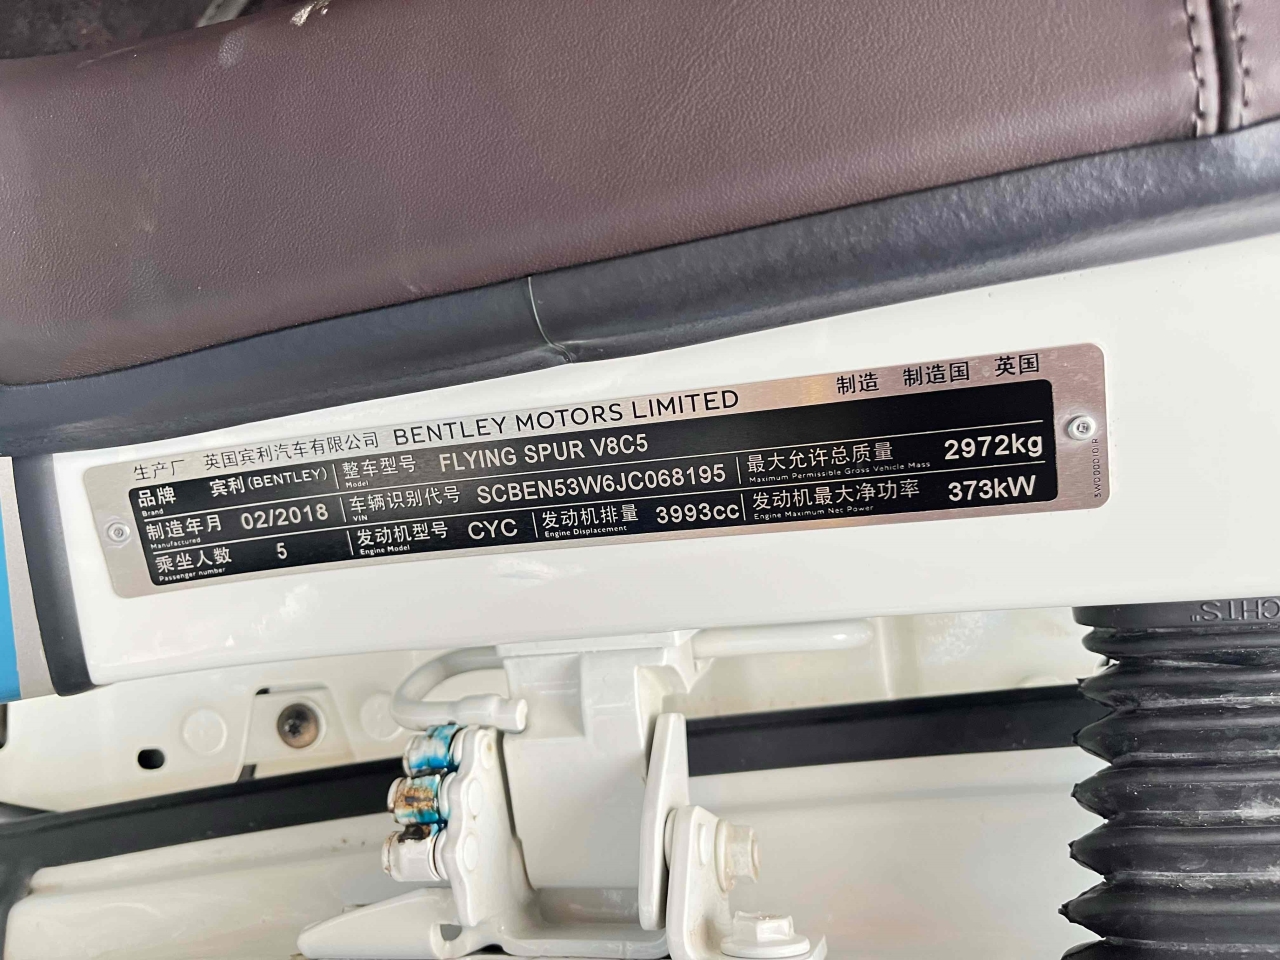 生产厂 英国宾利汽车有限公司 BENTLEY MOTORS LIMITED 制造 制造国 英国
品牌 宾利(BENTLEY) 整车型号 FLYING SPUR V8C5
Brand Model
制造年月 02/2018 车辆识别代号 SCBEN53W6JC068195 最大允许总质量 2972kg
Manufactured VIN Maximum Permissible Gross Vehicle Mass
乘坐人数 5 发动机型号 CYC 发动机排量 3993cc 发动机最大净功率 373kW
Passenger number Engine Model Engine Displacement Engine Maximum Net Power